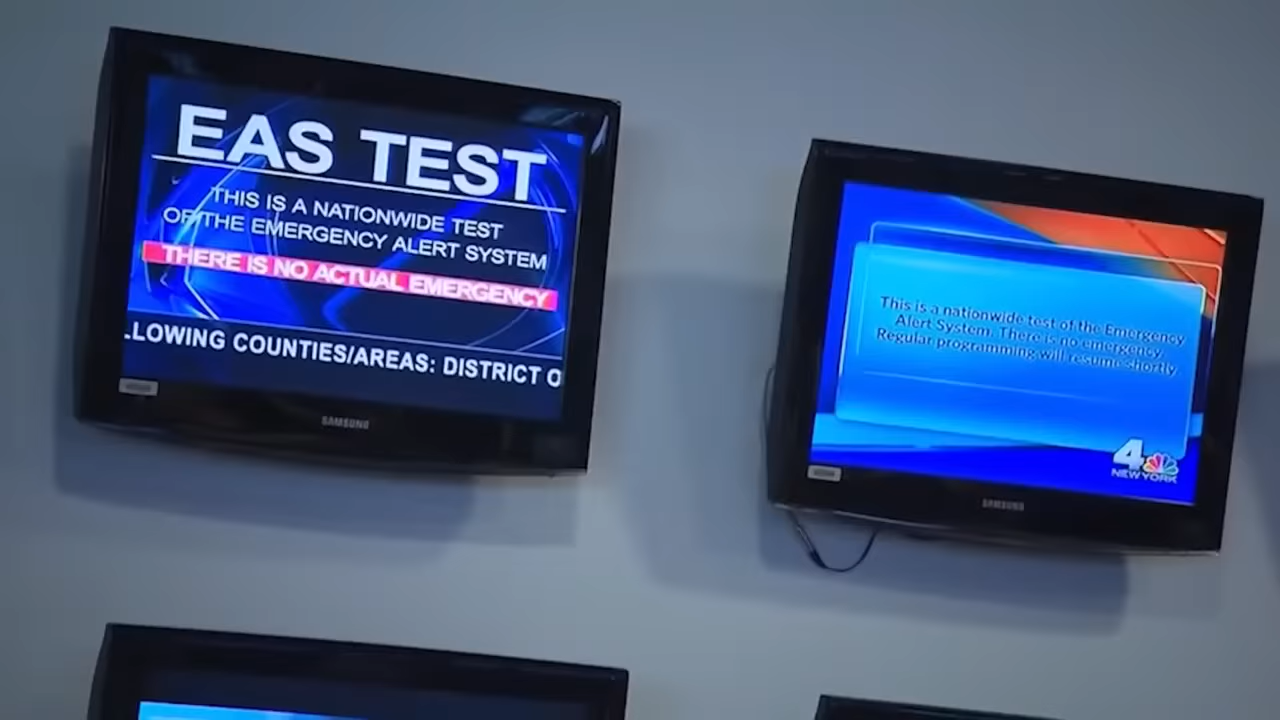 EAS TEST
THIS IS A NATIONWIDE TEST
OF THE EMERGENCY ALERT SYSTEM
THERE IS NO ACTUAL EMERGENCY
LLOWING COUNTIES/AREAS: DISTRICT O
SAMSUNG
This is a nationwide test of the Emergency
Alert System. There is no emergency.
Regular programming will resume shortly.
4
NEW YORK
SAMSUNG